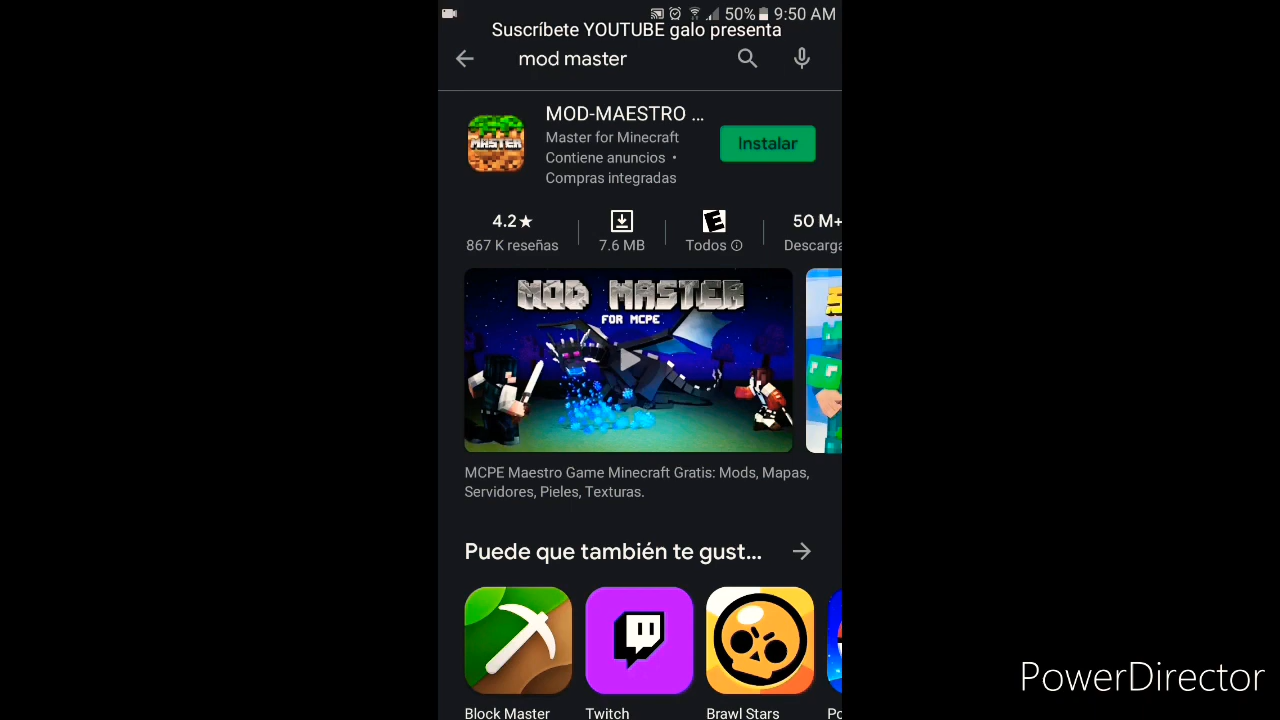 50% 9:50 AM
Suscríbete YOUTUBE galo presenta
mod master
MOD-MAESTRO ...
Master for Minecraft
Contiene anuncios •
Compras integradas
Instalar
MASTER
4.2★
867 K reseñas
7.6 MB
E
Todos
50 M+
Descarga
MOD MASTER
FOR MCPE
MCPE Maestro Game Minecraft Gratis: Mods, Mapas,
Servidores, Pieles, Texturas.
Puede que también te gust...
Block Master
Twitch
Brawl Stars
Po
PowerDirector